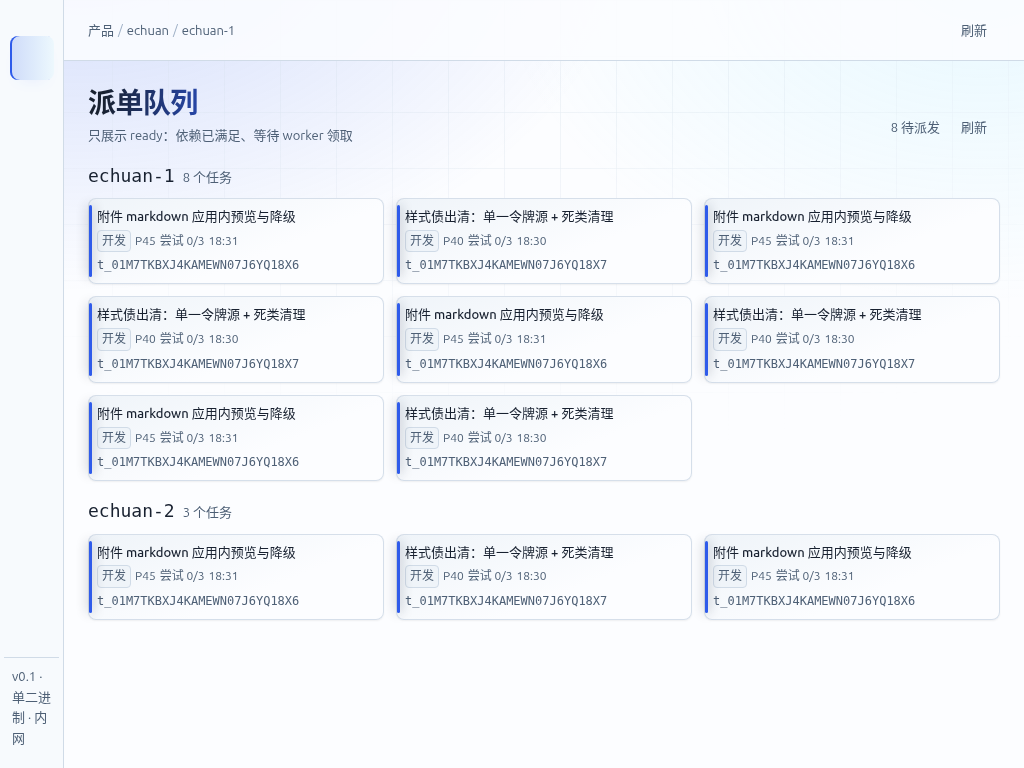 产品 / echuan / echuan-1
刷新
派单队列
只展示 ready：依赖已满足、等待 worker 领取
8 待派发
刷新
echuan-1 8 个任务
附件 markdown 应用内预览与降级
开发 P45 尝试 0/3 18:31
t_01M7TKBXJ4KAMEWN07J6YQ18X6
样式债出清：单一令牌源 + 死类清理
开发 P40 尝试 0/3 18:30
t_01M7TKBXJ4KAMEWN07J6YQ18X7
附件 markdown 应用内预览与降级
开发 P45 尝试 0/3 18:31
t_01M7TKBXJ4KAMEWN07J6YQ18X6
样式债出清：单一令牌源 + 死类清理
开发 P40 尝试 0/3 18:30
t_01M7TKBXJ4KAMEWN07J6YQ18X7
附件 markdown 应用内预览与降级
开发 P45 尝试 0/3 18:31
t_01M7TKBXJ4KAMEWN07J6YQ18X6
样式债出清：单一令牌源 + 死类清理
开发 P40 尝试 0/3 18:30
t_01M7TKBXJ4KAMEWN07J6YQ18X7
附件 markdown 应用内预览与降级
开发 P45 尝试 0/3 18:31
t_01M7TKBXJ4KAMEWN07J6YQ18X6
样式债出清：单一令牌源 + 死类清理
开发 P40 尝试 0/3 18:30
t_01M7TKBXJ4KAMEWN07J6YQ18X7
echuan-2 3 个任务
附件 markdown 应用内预览与降级
开发 P45 尝试 0/3 18:31
t_01M7TKBXJ4KAMEWN07J6YQ18X6
样式债出清：单一令牌源 + 死类清理
开发 P40 尝试 0/3 18:30
t_01M7TKBXJ4KAMEWN07J6YQ18X7
附件 markdown 应用内预览与降级
开发 P45 尝试 0/3 18:31
t_01M7TKBXJ4KAMEWN07J6YQ18X6
v0.1 ·
单二进
制 · 内
网